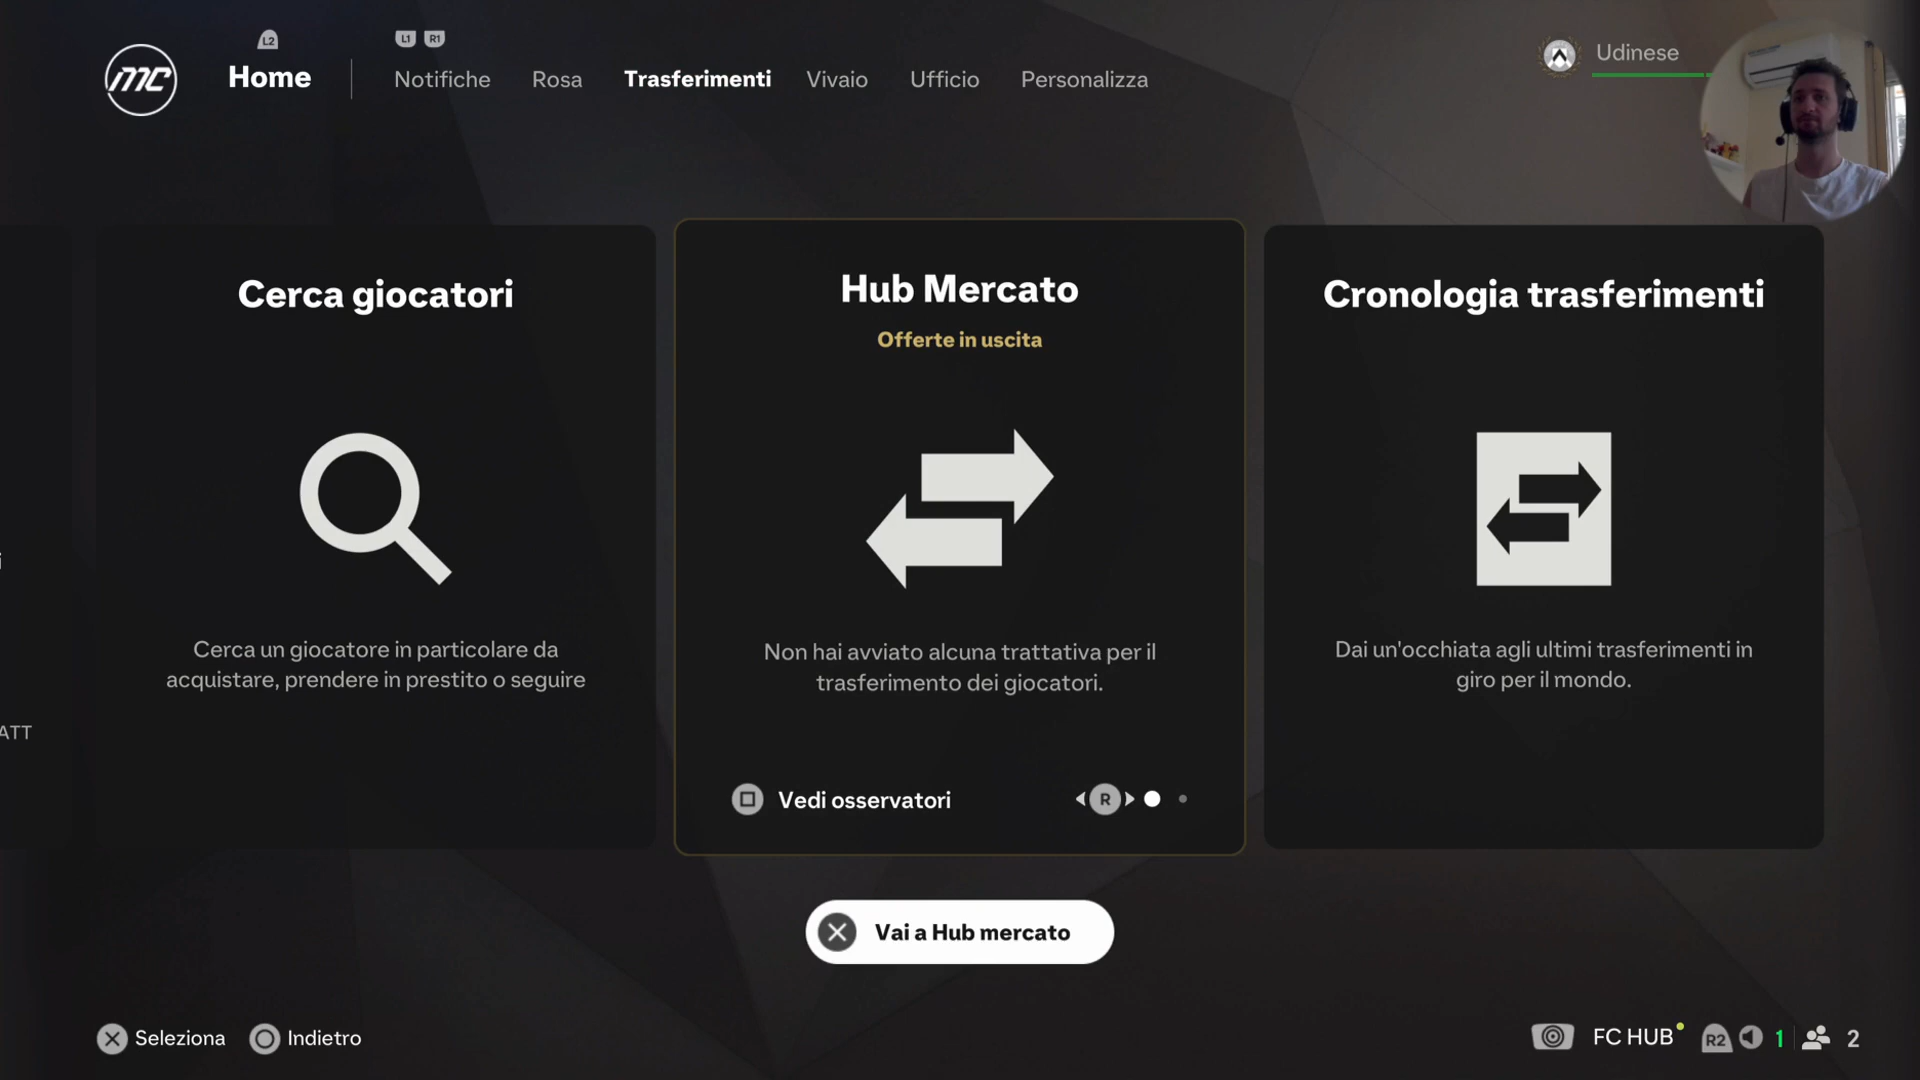 L2
L1 R1
MC
Home
Notifiche
Rosa
Trasferimenti
Vivaio
Ufficio
Personalizza
Udinese
Cerca giocatori
Cerca un giocatore in particolare da
acquistare, prendere in prestito o seguire
Hub Mercato
Offerte in uscita
Non hai avviato alcuna trattativa per il
trasferimento dei giocatori.
Vedi osservatori
R
Cronologia trasferimenti
Dai un'occhiata agli ultimi trasferimenti in
giro per il mondo.
i
ATT
Vai a Hub mercato
Seleziona
Indietro
FC HUB
R2
1
2